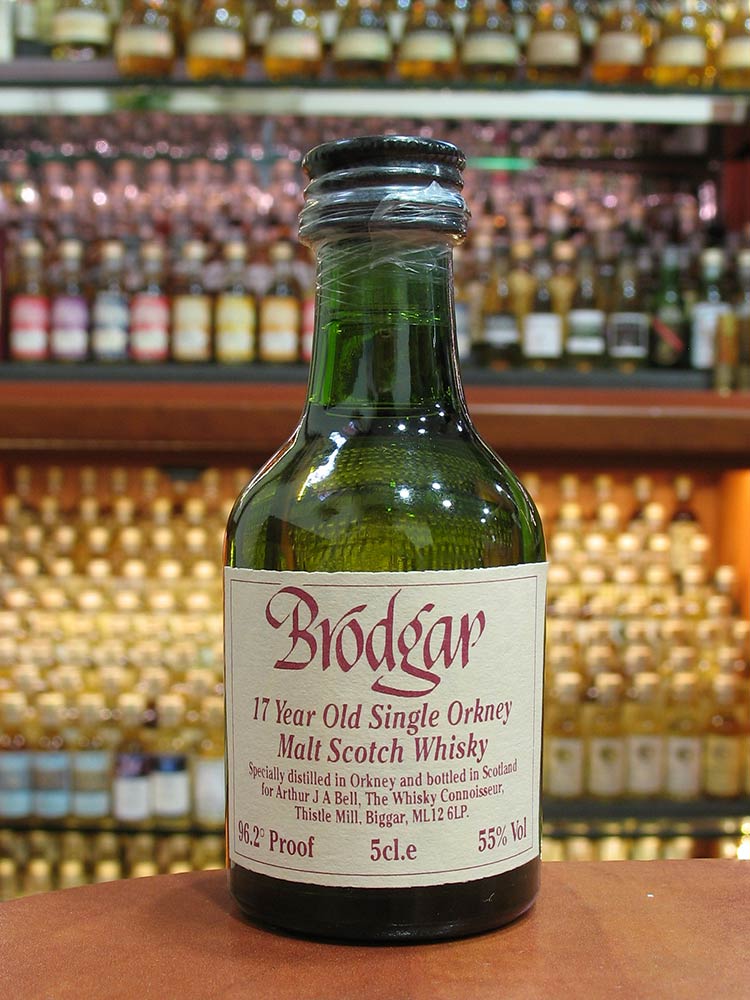 Brodgar
17 Year Old Single Orkney
Malt Scotch Whisky
Specially distilled in Orkney and bottled in Scotland
for Arthur J A Bell, The Whisky Connoisseur,
Thistle Mill, Biggar, ML12 6LP.
96.2° Proof 5cl.e 55% Vol